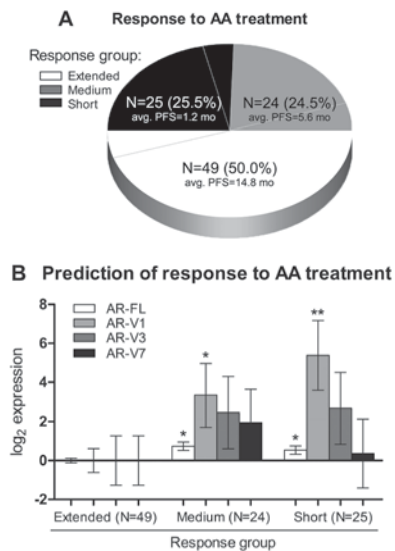 A
Response to AA treatment
Response group:
Extended
Medium
Short
N=25 (25.5%)
avg. PFS=1.2 mo
N=24 (24.5%)
avg. PFS=5.6 mo
N=49 (50.0%)
avg. PFS=14.8 mo
B Prediction of response to AA treatment
log₂ expression
8
6
4
2
0
-2
AR-FL
AR-V1
AR-V3
AR-V7
* * * **
Extended (N=49) Medium (N=24) Short (N=25)
Response group